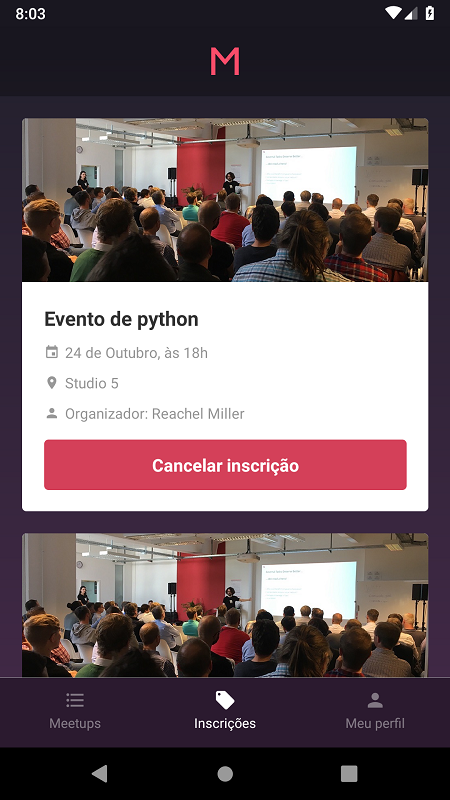 8:03
M
Evento de python
24 de Outubro, às 18h
Studio 5
Organizador: Reachel Miller
Cancelar inscrição
Meetups
Inscrições
Meu perfil